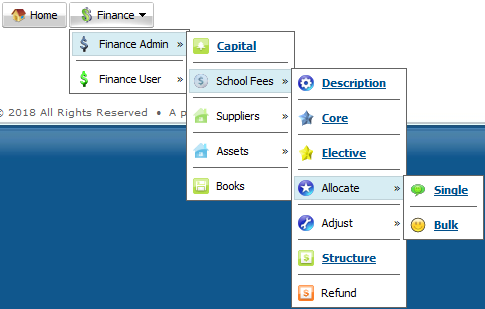 Home
Finance
Finance Admin »
Finance User »
Capital
School Fees »
Suppliers »
Assets »
Books
Description
Core
Elective
Allocate »
Adjust »
Structure
Refund
Single
Bulk
© 2018 All Rights Reserved • A p